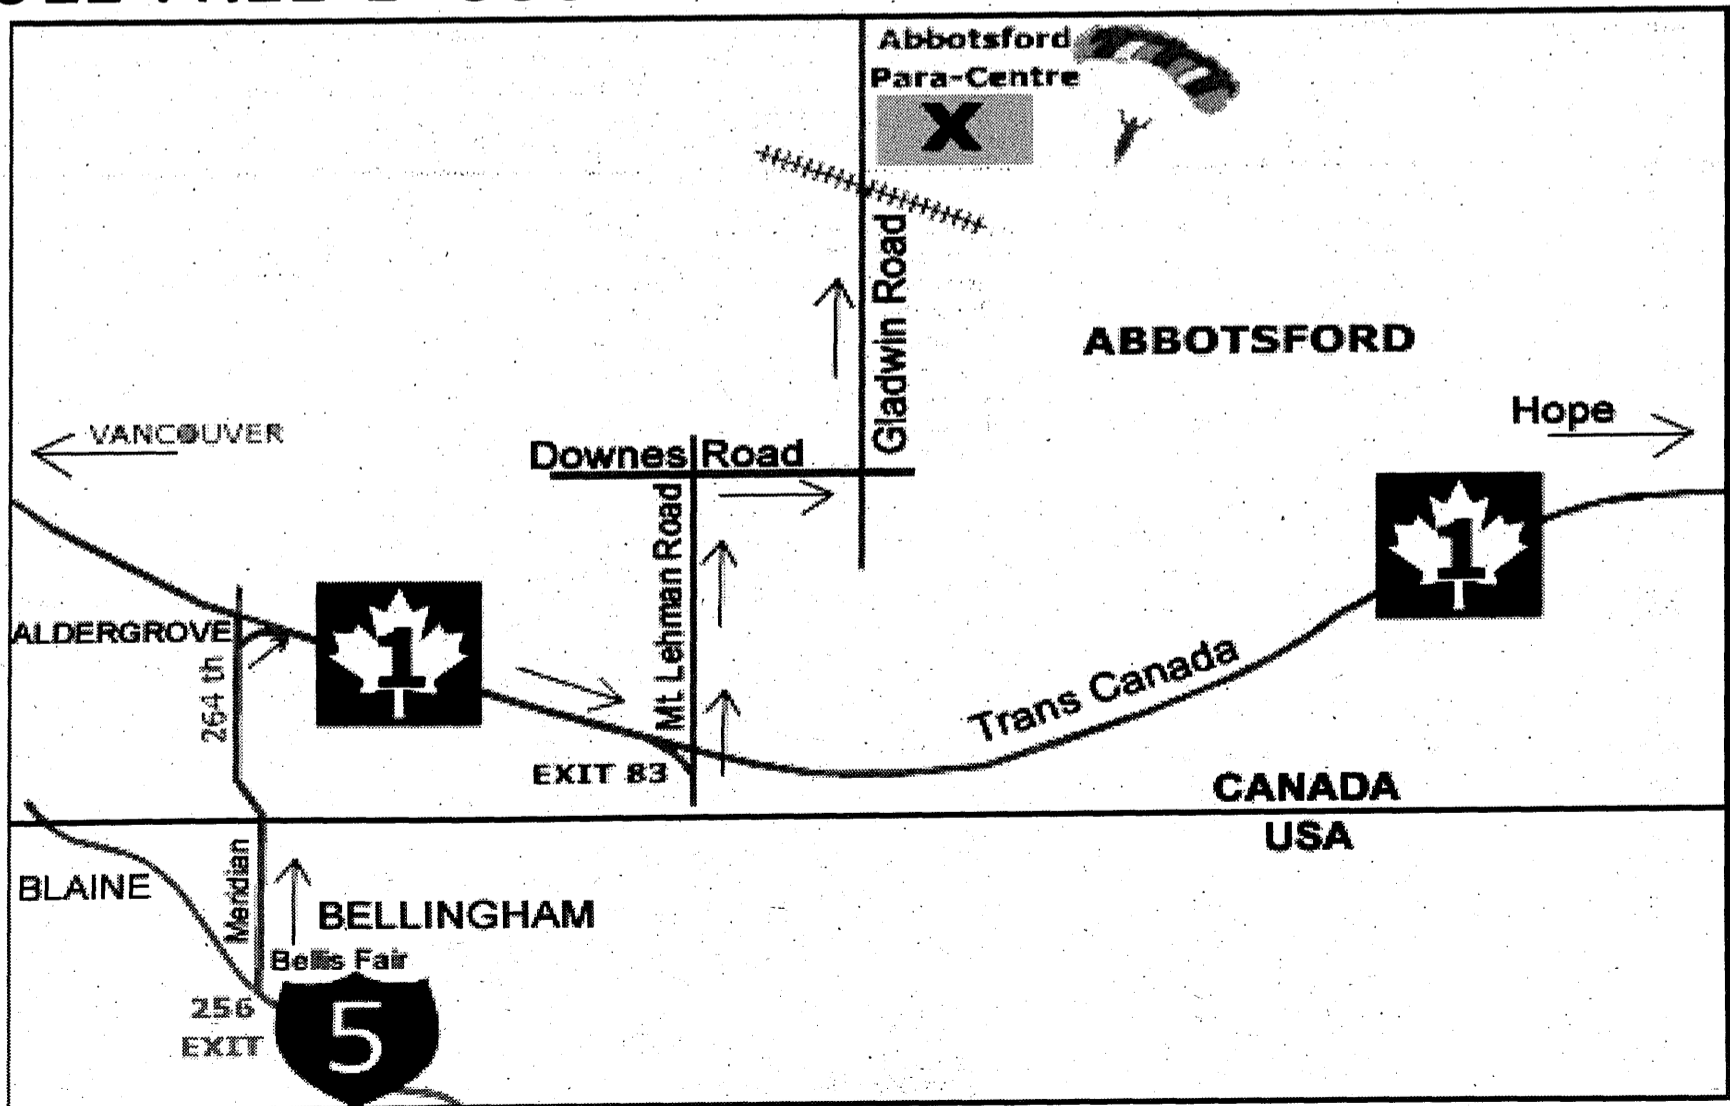 Abbotsford
Para-Centre
X
Gladwin Road
ABBOTSFORD
Hope
VANCOUVER
Downes Road
Mt. Lehman Road
1
1
ALDERGROVE
264 th
Trans Canada
EXIT 83
CANADA
USA
BLAINE
Meridian
BELLINGHAM
Bellis Fair
256
EXIT
5